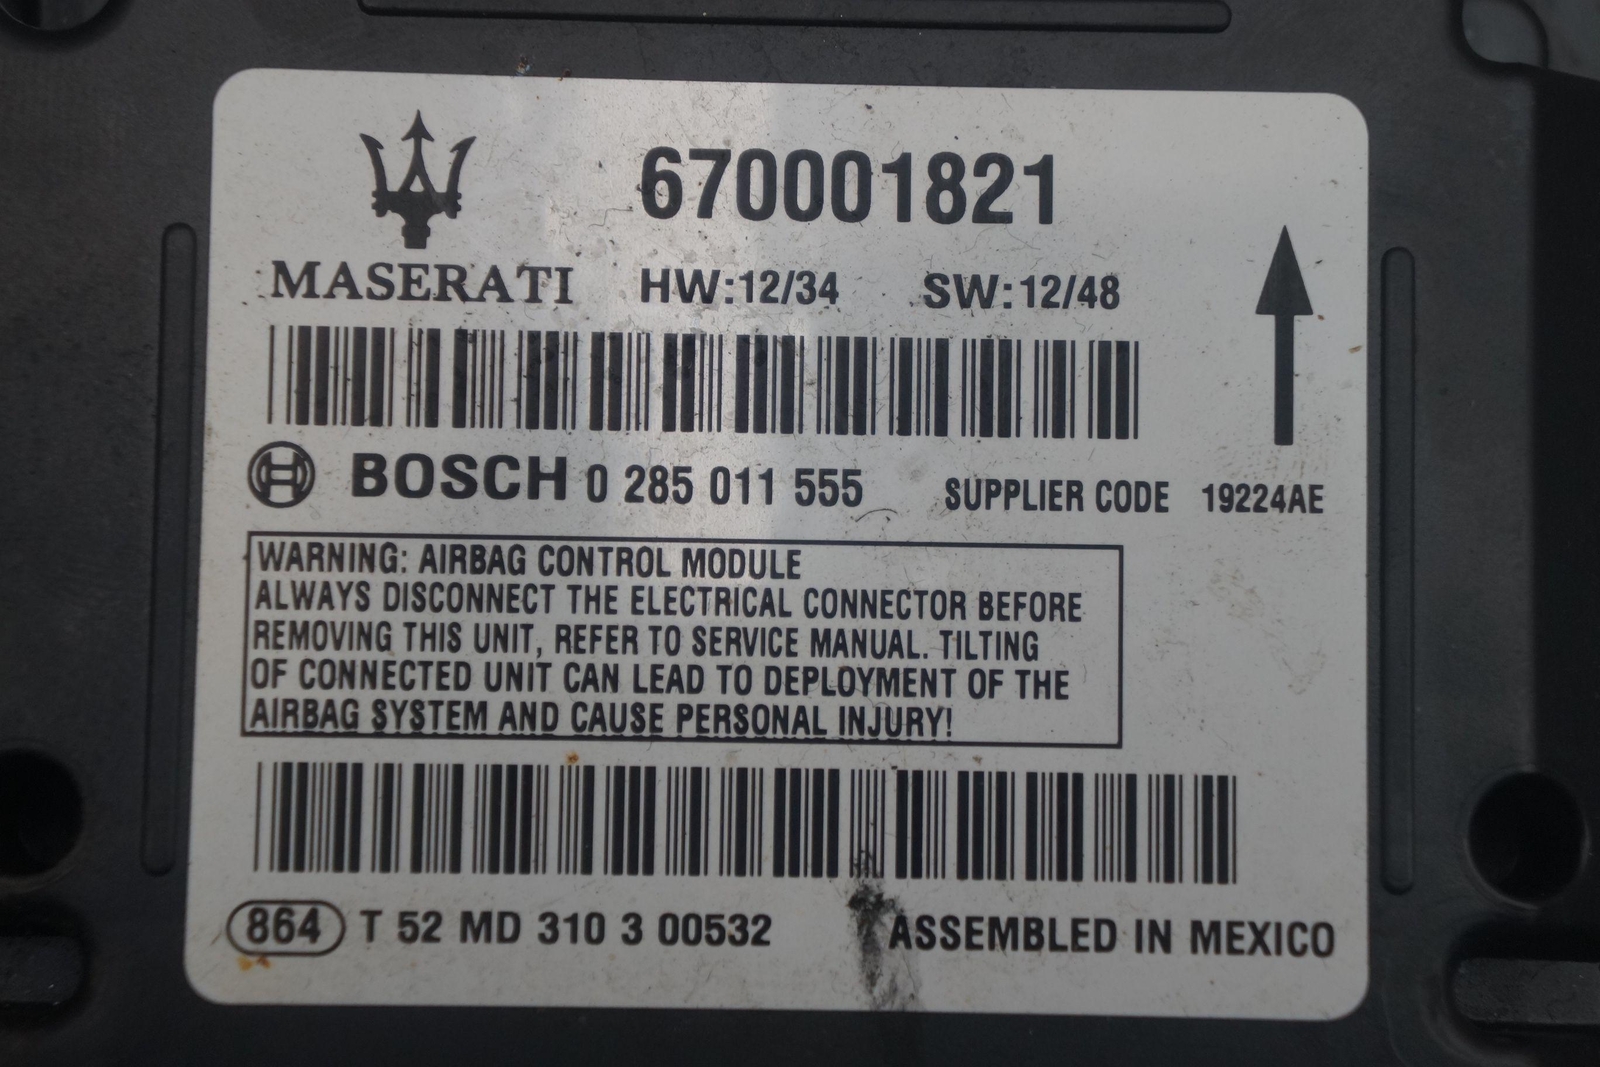 670001821
MASERATI HW:12/34 SW:12/48
BOSCH 0 285 011 555 SUPPLIER CODE 19224AE
WARNING: AIRBAG CONTROL MODULE
ALWAYS DISCONNECT THE ELECTRICAL CONNECTOR BEFORE
REMOVING THIS UNIT, REFER TO SERVICE MANUAL. TILTING
OF CONNECTED UNIT CAN LEAD TO DEPLOYMENT OF THE
AIRBAG SYSTEM AND CAUSE PERSONAL INJURY!
864 T 52 MD 310 3 00532 ASSEMBLED IN MEXICO